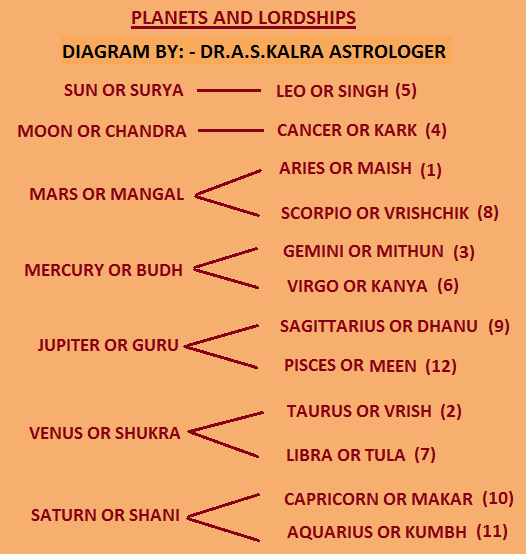 PLANETS AND LORDSHIPS
DIAGRAM BY: - DR.A.S.KALRA ASTROLOGER
SUN OR SURYA LEO OR SINGH (5)
MOON OR CHANDRA CANCER OR KARK (4)
MARS OR MANGAL
ARIES OR MAISH (1)
SCORPIO OR VRISHCHIK (8)
MERCURY OR BUDH
GEMINI OR MITHUN (3)
VIRGO OR KANYA (6)
JUPITER OR GURU
SAGITTARIUS OR DHANU (9)
PISCES OR MEEN (12)
VENUS OR SHUKRA
TAURUS OR VRISH (2)
LIBRA OR TULA (7)
SATURN OR SHANI
CAPRICORN OR MAKAR (10)
AQUARIUS OR KUMBH (11)